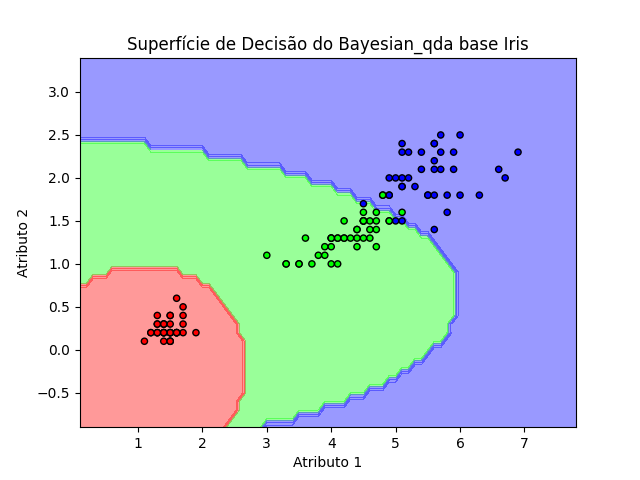 Superfície de Decisão do Bayesian_qda base Iris
3.0
2.5
2.0
1.5
1.0
0.5
0.0
−0.5
Atributo 2
1 2 3 4 5 6 7
Atributo 1